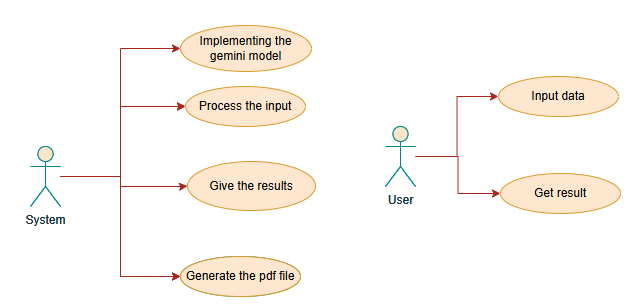 Implementing the
gemini model
Process the input
Give the results
Generate the pdf file
System
Input data
Get result
User